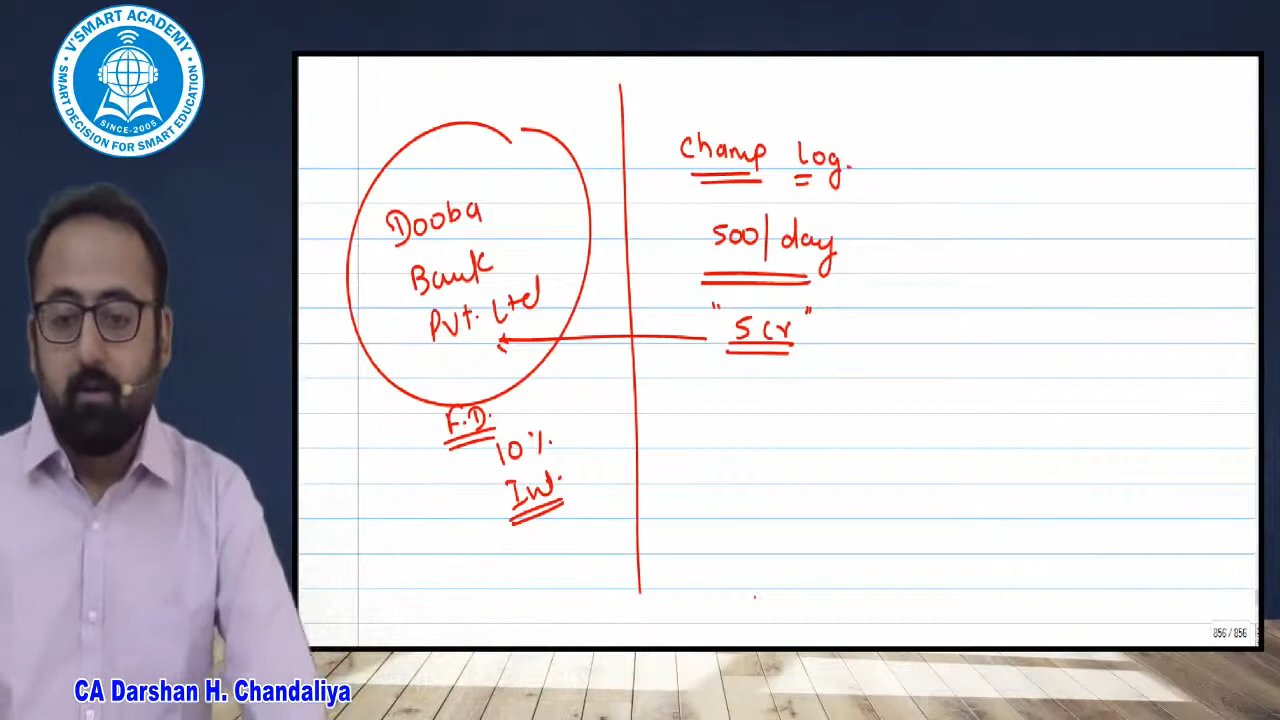 V'SMART ACADEMY
SINCE-2005
SMART DECISION FOR SMART EDUCATION
Dooba
Bank
Pvt. Ltd
F.D.
10%
Int.
Champ Log.
500/day
"5 cr"
856 / 856
CA Darshan H. Chandaliya